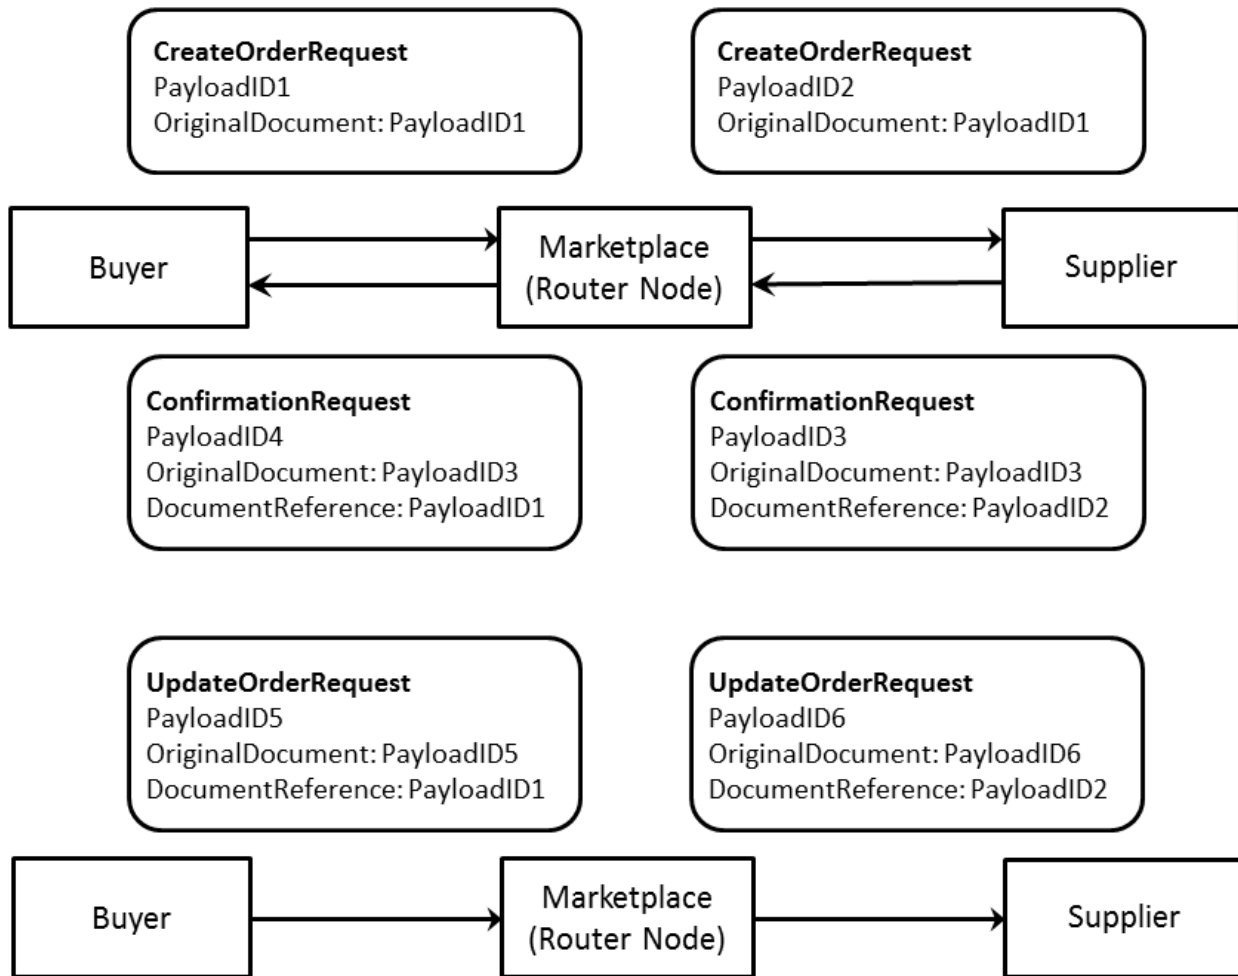 CreateOrderRequest
PayloadID1
OriginalDocument: PayloadID1
CreateOrderRequest
PayloadID2
OriginalDocument: PayloadID1
Buyer
Marketplace
(Router Node)
Supplier
ConfirmationRequest
PayloadID4
OriginalDocument: PayloadID3
DocumentReference: PayloadID1
ConfirmationRequest
PayloadID3
OriginalDocument: PayloadID3
DocumentReference: PayloadID2
UpdateOrderRequest
PayloadID5
OriginalDocument: PayloadID5
DocumentReference: PayloadID1
UpdateOrderRequest
PayloadID6
OriginalDocument: PayloadID6
DocumentReference: PayloadID2
Buyer
Marketplace
(Router Node)
Supplier